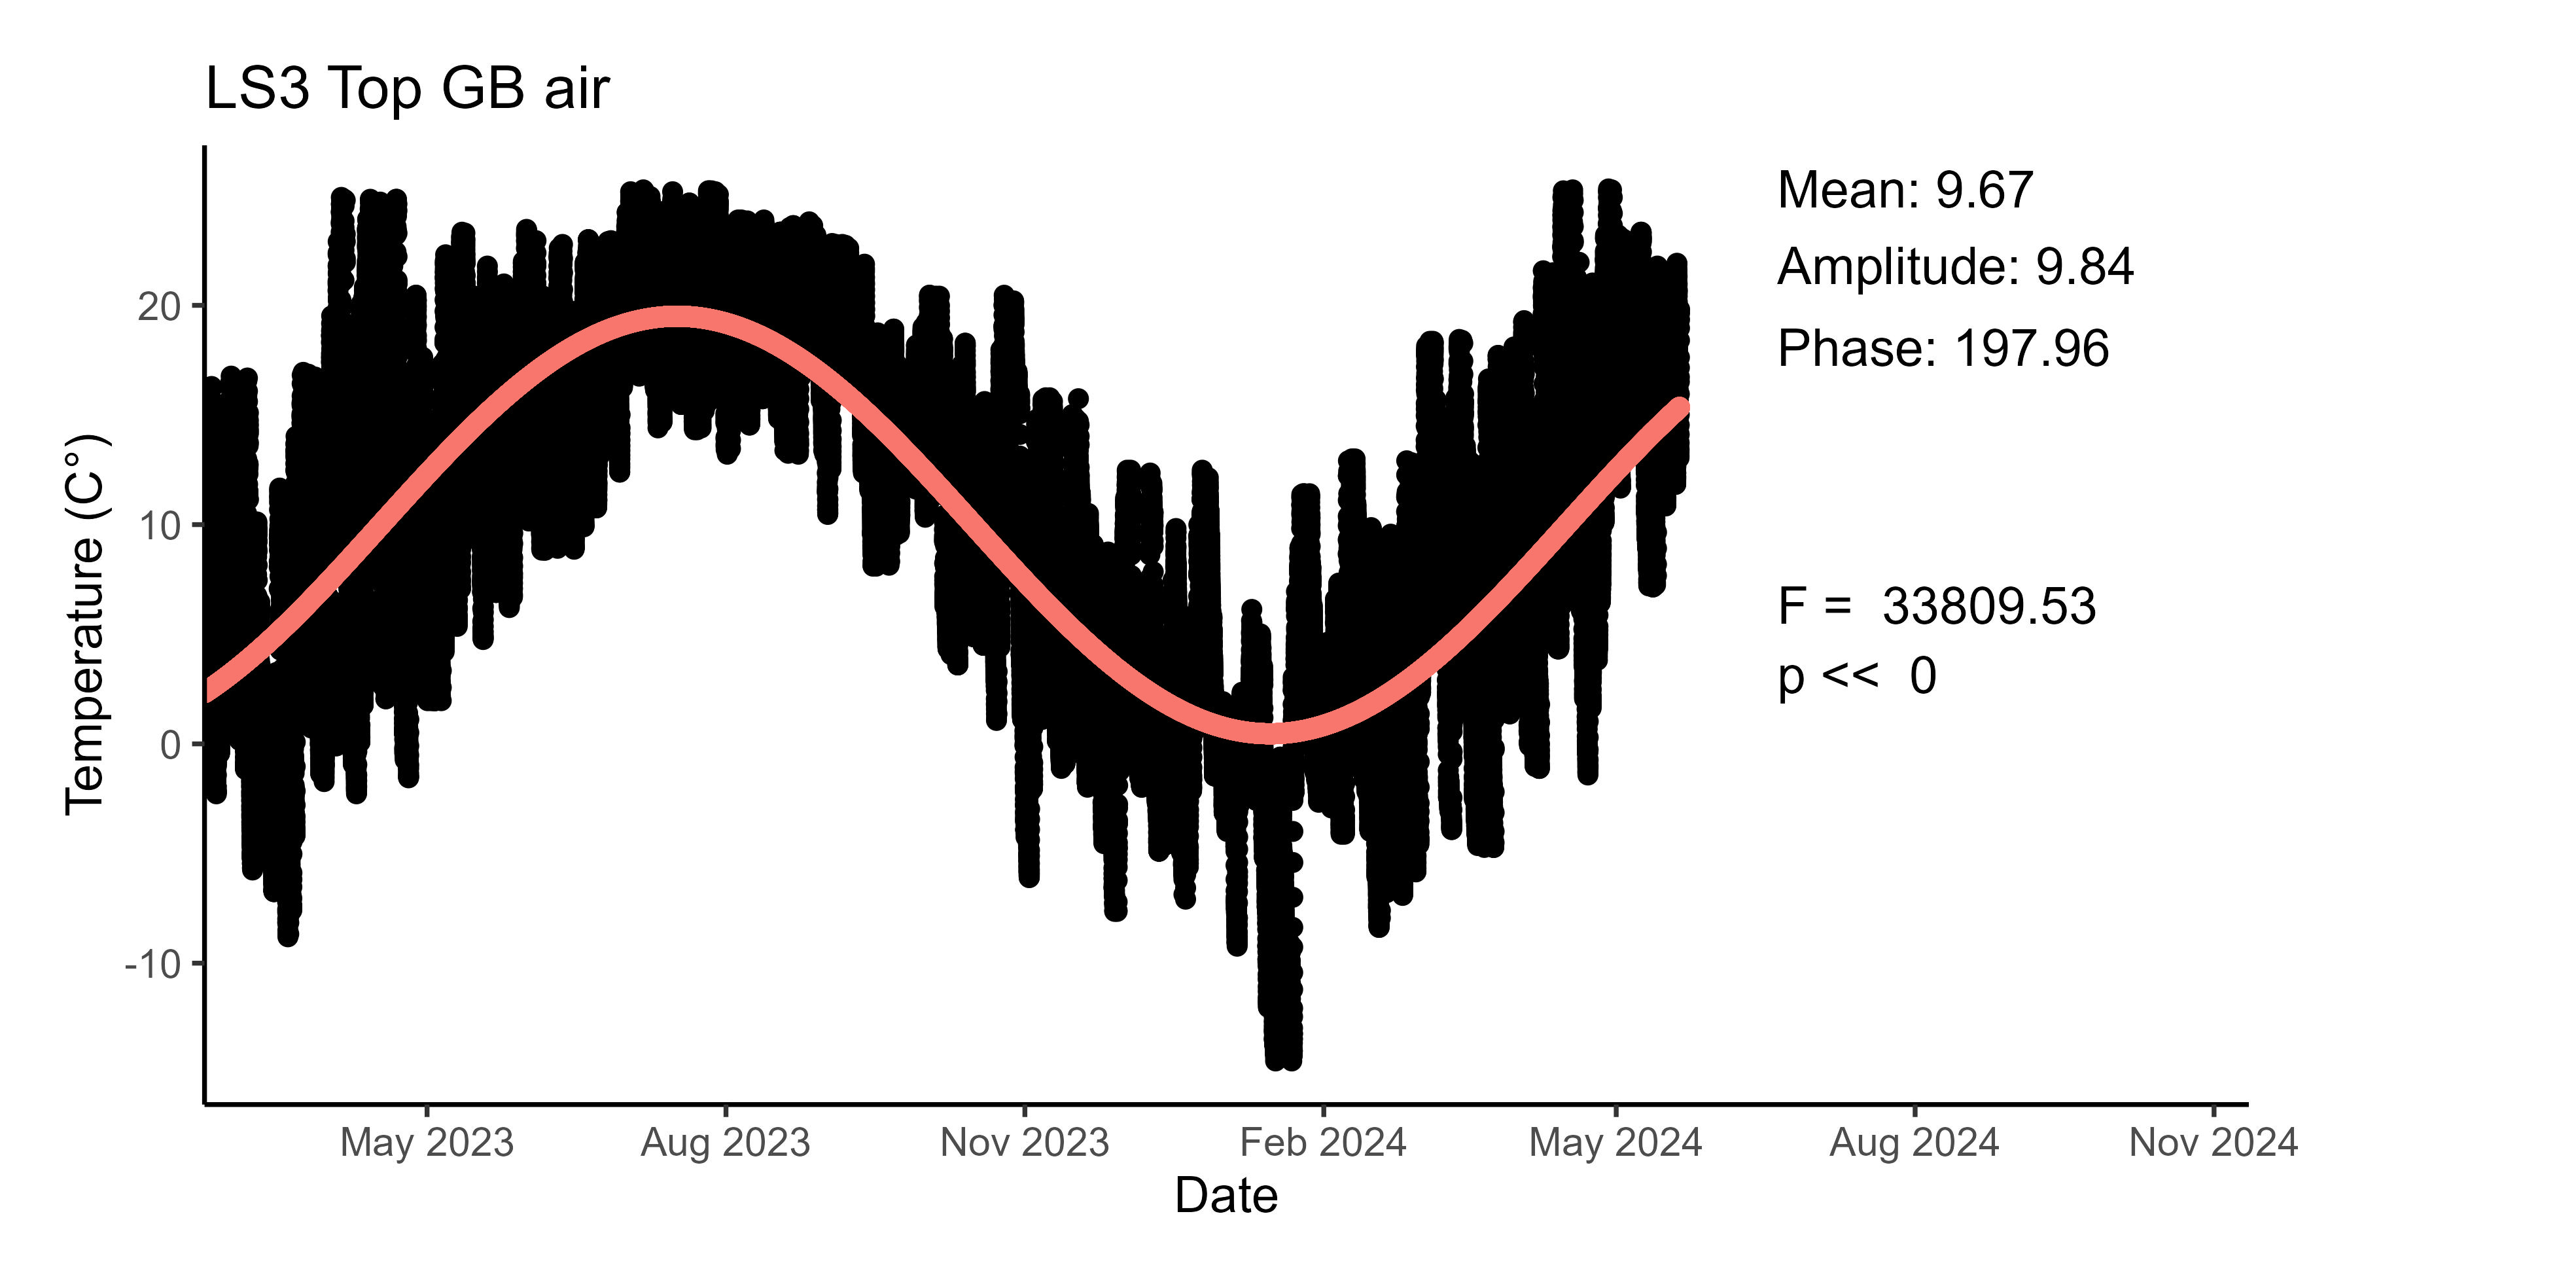 LS3 Top GB air
Mean: 9.67
Amplitude: 9.84
Phase: 197.96
F = 33809.53
p << 0
Temperature (C°)
20
10
0
-10
May 2023
Aug 2023
Nov 2023
Feb 2024
May 2024
Aug 2024
Nov 2024
Date